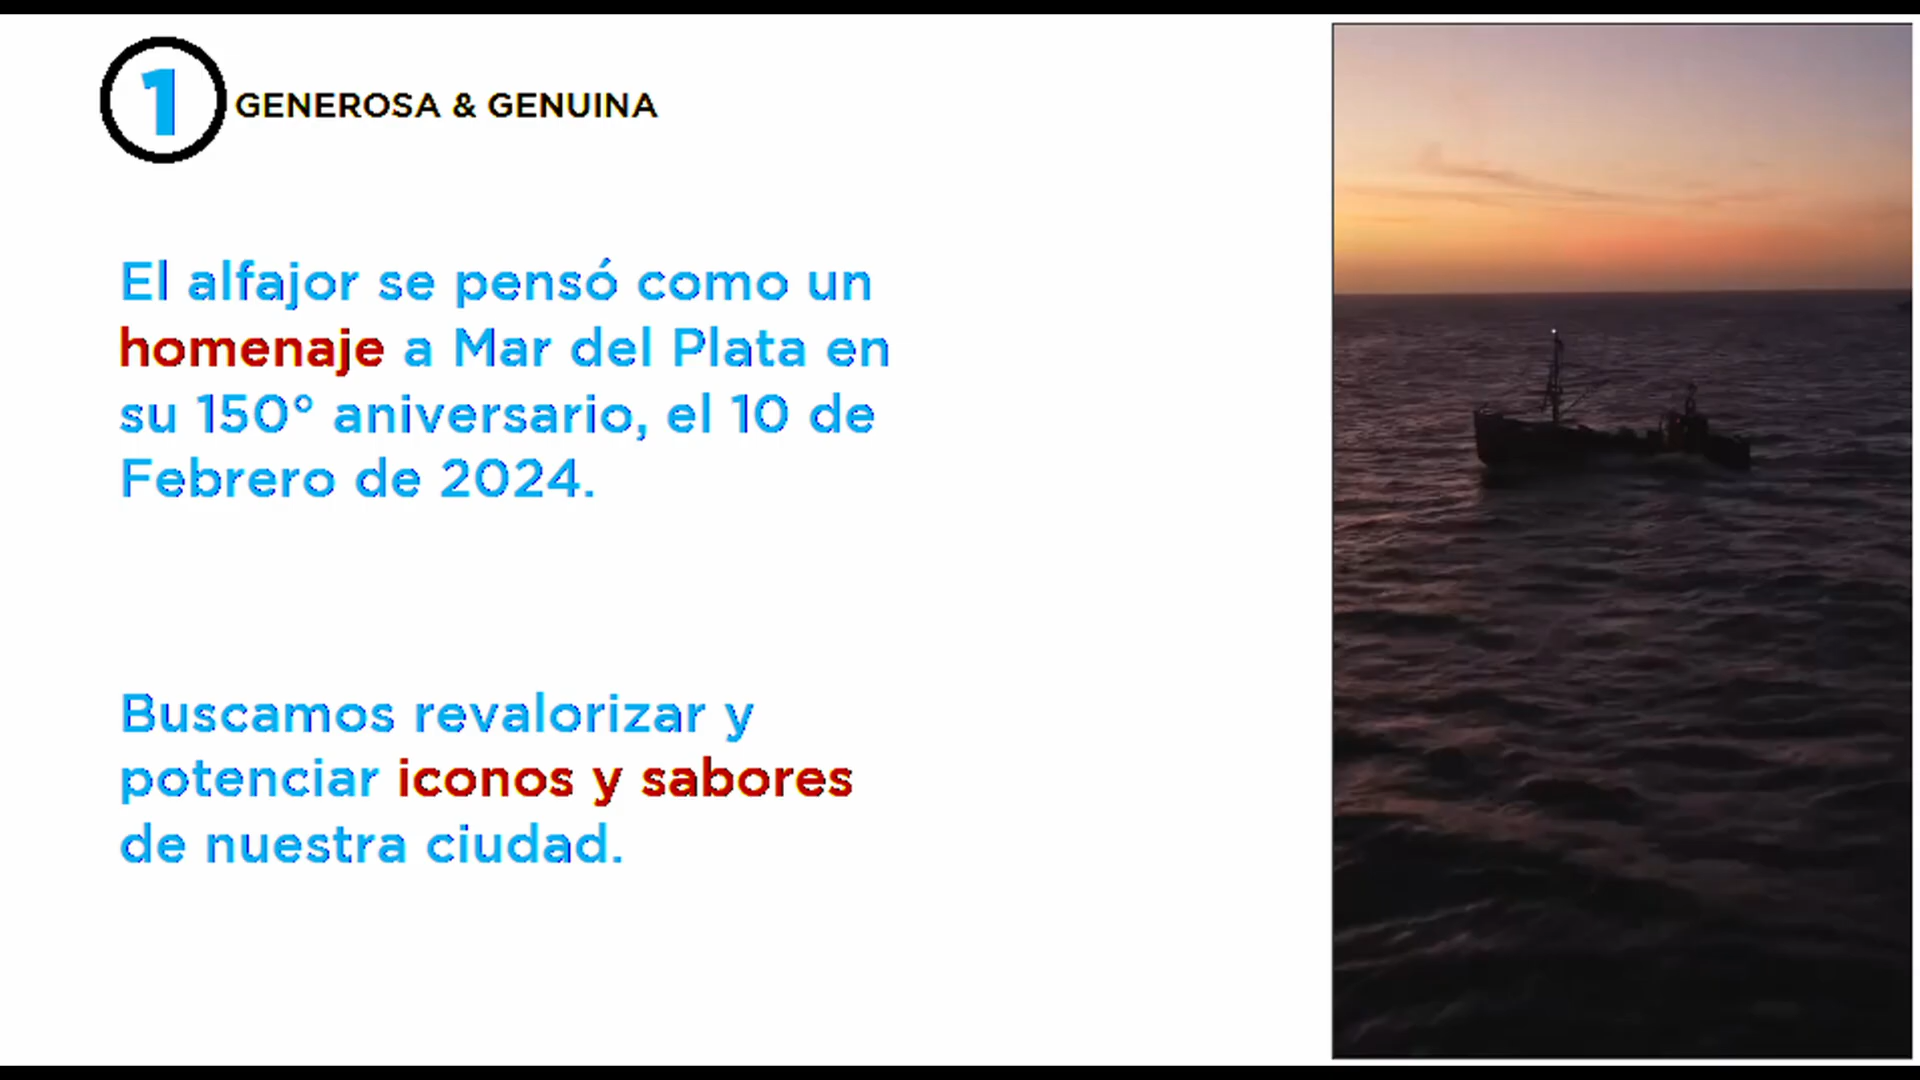 1
GENEROSA & GENUINA
El alfajor se pensó como un
homenaje a Mar del Plata en
su 150° aniversario, el 10 de
Febrero de 2024.
Buscamos revalorizar y
potenciar iconos y sabores
de nuestra ciudad.